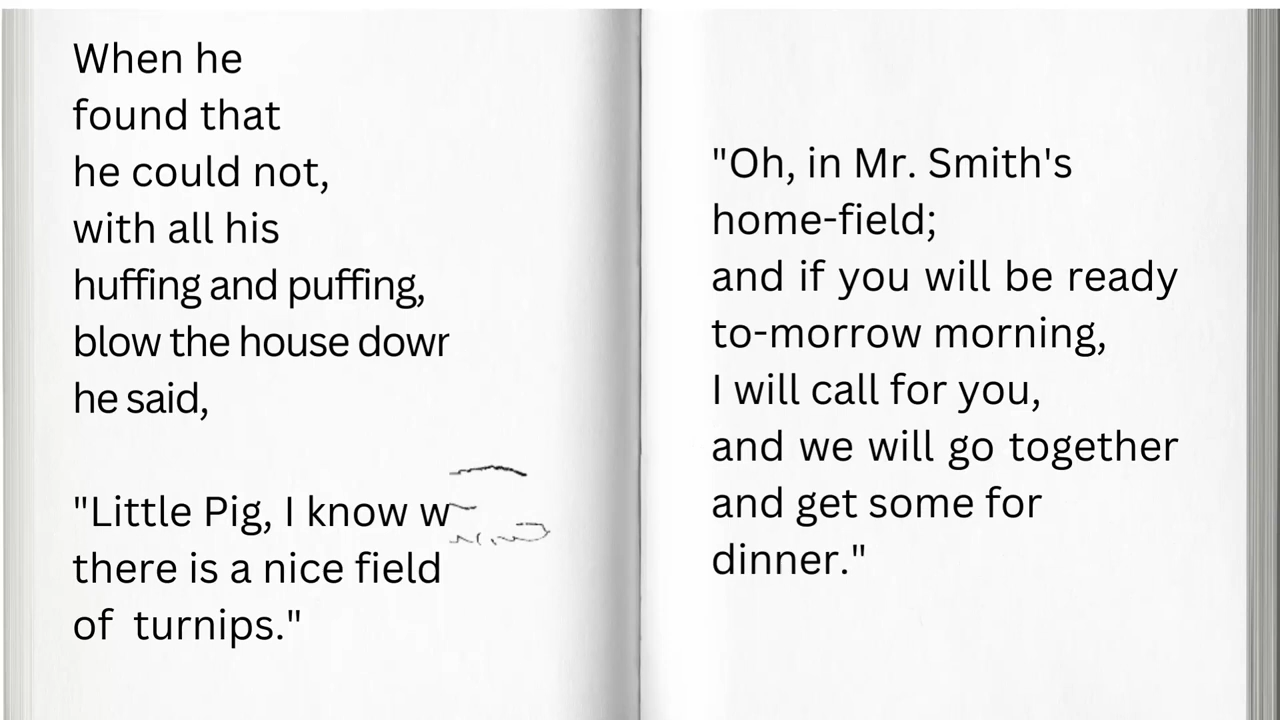 When he
found that
he could not,
with all his
huffing and puffing,
blow the house
he said,
"Little Pig, I know
there is a nice field
of turnips."
"Oh, in Mr. Smith's
home-field;
and if you will be ready
to-morrow morning,
I will call for you,
and we will go together
and get some for
dinner."